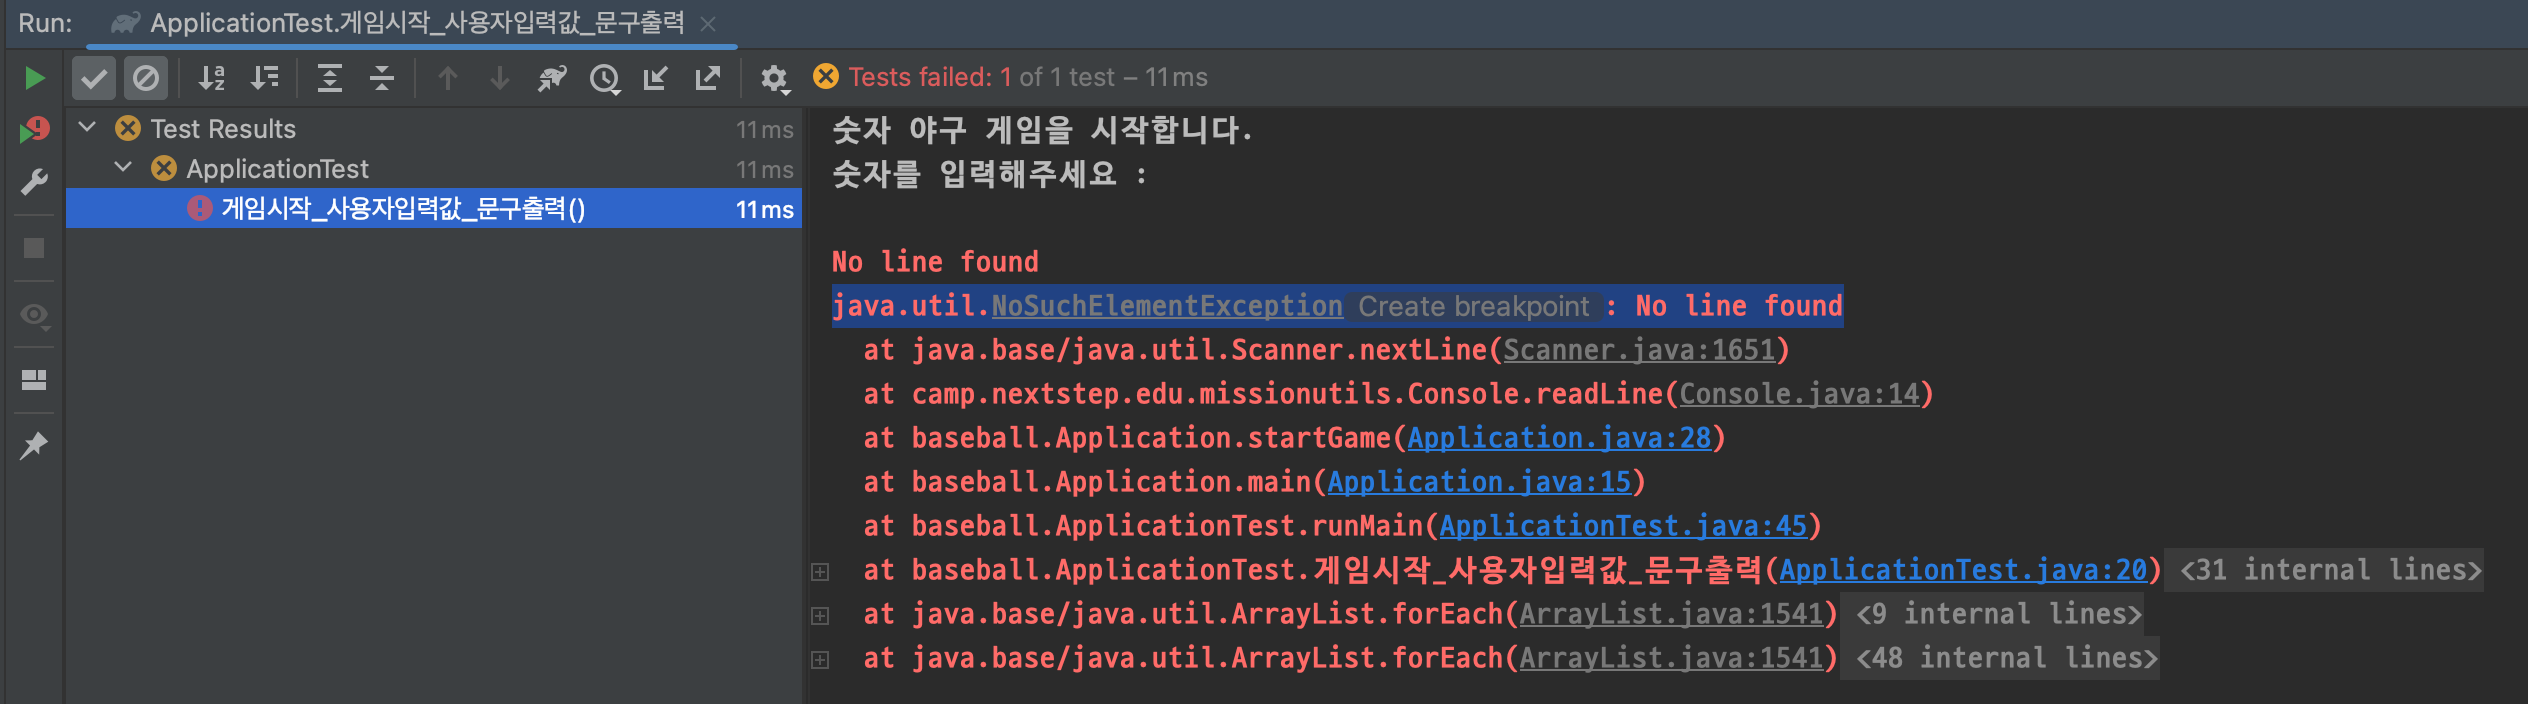 Run: ApplicationTest.게임시작_사용자입력값_문구출력
Tests failed: 1 of 1 test – 11 ms
Test Results 11 ms
ApplicationTest 11 ms
게임시작_사용자입력값_문구출력() 11 ms
숫자 야구 게임을 시작합니다.
숫자를 입력해주세요 :
No line found
java.util.NoSuchElementException Create breakpoint : No line found
at java.base/java.util.Scanner.nextLine(Scanner.java:1651)
at camp.nextstep.edu.missionutils.Console.readLine(Console.java:14)
at baseball.Application.startGame(Application.java:28)
at baseball.Application.main(Application.java:15)
at baseball.ApplicationTest.runMain(ApplicationTest.java:45)
at baseball.ApplicationTest.게임시작_사용자입력값_문구출력(ApplicationTest.java:20) <31 internal lines>
at java.base/java.util.ArrayList.forEach(ArrayList.java:1541) <9 internal lines>
at java.base/java.util.ArrayList.forEach(ArrayList.java:1541) <48 internal lines>